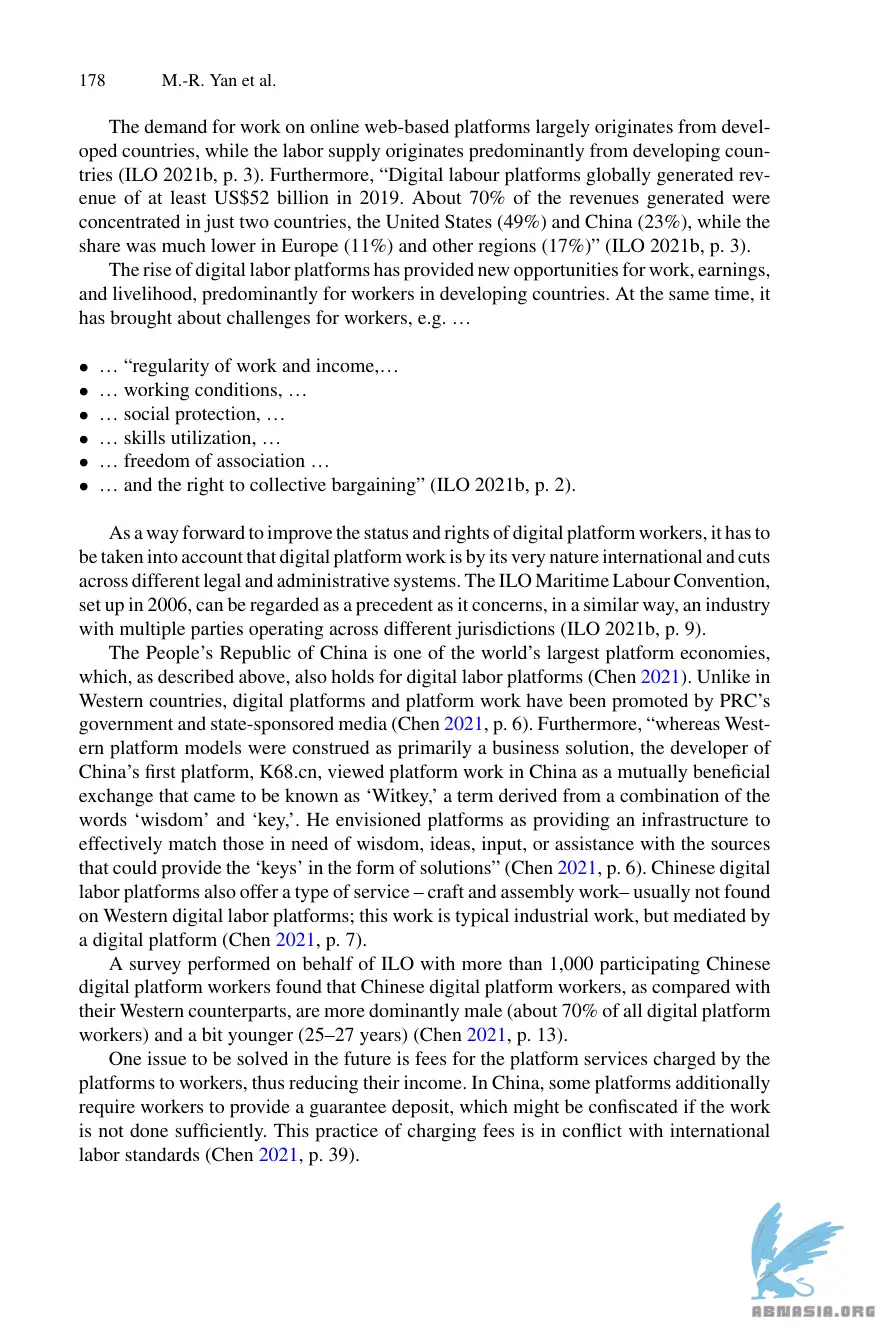 178 M.-R. Yan et al.
The demand for work on online web-based platforms largely originates from devel-
oped countries, while the labor supply originates predominantly from developing coun-
tries (ILO 2021b, p. 3). Furthermore, “Digital labour platforms globally generated rev-
enue of at least US$52 billion in 2019. About 70% of the revenues generated were
concentrated in just two countries, the United States (49%) and China (23%), while the
share was much lower in Europe (11%) and other regions (17%)” (ILO 2021b, p. 3).
The rise of digital labor platforms has provided new opportunities for work, earnings,
and livelihood, predominantly for workers in developing countries. At the same time, it
has brought about challenges for workers, e.g. …
● … “regularity of work and income,…
● … working conditions, …
● … social protection, …
● … skills utilization, …
● … freedom of association …
● … and the right to collective bargaining” (ILO 2021b, p. 2).
As a way forward to improve the status and rights of digital platform workers, it has to
be taken into account that digital platform work is by its very nature international and cuts
across different legal and administrative systems. The ILO Maritime Labour Convention,
set up in 2006, can be regarded as a precedent as it concerns, in a similar way, an industry
with multiple parties operating across different jurisdictions (ILO 2021b, p. 9).
The People’s Republic of China is one of the world’s largest platform economies,
which, as described above, also holds for digital labor platforms (Chen 2021). Unlike in
Western countries, digital platforms and platform work have been promoted by PRC’s
government and state-sponsored media (Chen 2021, p. 6). Furthermore, “whereas West-
ern platform models were construed as primarily a business solution, the developer of
China’s first platform, K68.cn, viewed platform work in China as a mutually beneficial
exchange that came to be known as ‘Witkey,’ a term derived from a combination of the
words ‘wisdom’ and ‘key,’. He envisioned platforms as providing an infrastructure to
effectively match those in need of wisdom, ideas, input, or assistance with the sources
that could provide the ‘keys’ in the form of solutions” (Chen 2021, p. 6). Chinese digital
labor platforms also offer a type of service – craft and assembly work– usually not found
on Western digital labor platforms; this work is typical industrial work, but mediated by
a digital platform (Chen 2021, p. 7).
A survey performed on behalf of ILO with more than 1,000 participating Chinese
digital platform workers found that Chinese digital platform workers, as compared with
their Western counterparts, are more dominantly male (about 70% of all digital platform
workers) and a bit younger (25–27 years) (Chen 2021, p. 13).
One issue to be solved in the future is fees for the platform services charged by the
platforms to workers, thus reducing their income. In China, some platforms additionally
require workers to provide a guarantee deposit, which might be confiscated if the work
is not done sufficiently. This practice of charging fees is in conflict with international
labor standards (Chen 2021, p. 39).
ABNASIA.ORG